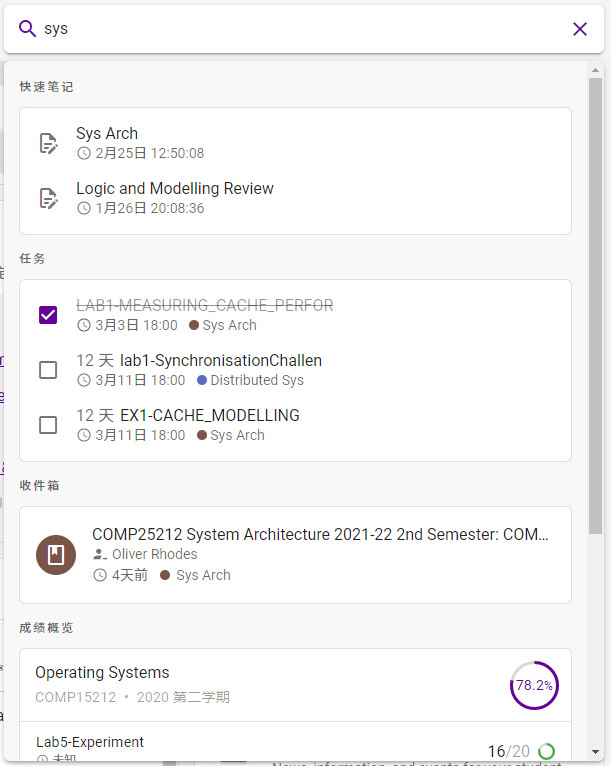 sys
快速笔记
Sys Arch
2月25日 12:50:08
Logic and Modelling Review
1月26日 20:08:36
任务
LAB1-MEASURING_CACHE_PERFOR
3月3日 18:00 Sys Arch
12 天 lab1-SynchronisationChallen
3月11日 18:00 Distributed Sys
12 天 EX1-CACHE_MODELLING
3月11日 18:00 Sys Arch
收件箱
COMP25212 System Architecture 2021-22 2nd Semester: COM...
Oliver Rhodes
4天前 Sys Arch
成绩概览
Operating Systems 78.2%
COMP15212 • 2020 第二学期
Lab5-Experiment 16/20
未知